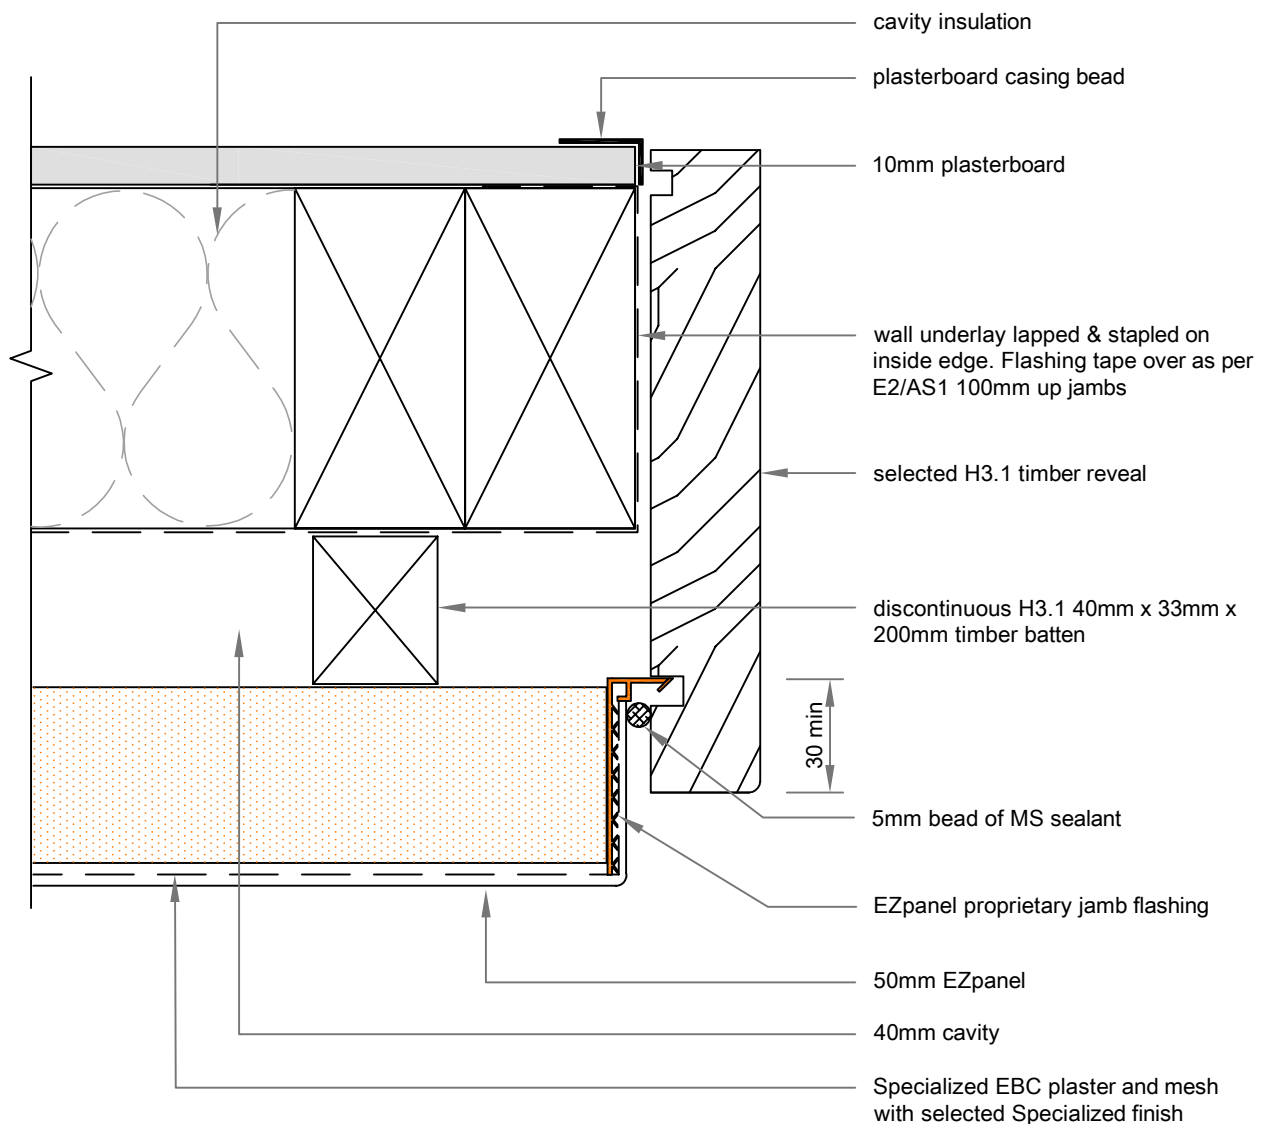 cavity insulation
plasterboard casing bead
10mm plasterboard
wall underlay lapped & stapled on
inside edge. Flashing tape over as per
E2/AS1 100mm up jambs
selected H3.1 timber reveal
discontinuous H3.1 40mm x 33mm x
200mm timber batten
30 min
5mm bead of MS sealant
EZpanel proprietary jamb flashing
50mm EZpanel
40mm cavity
Specialized EBC plaster and mesh
with selected Specialized finish